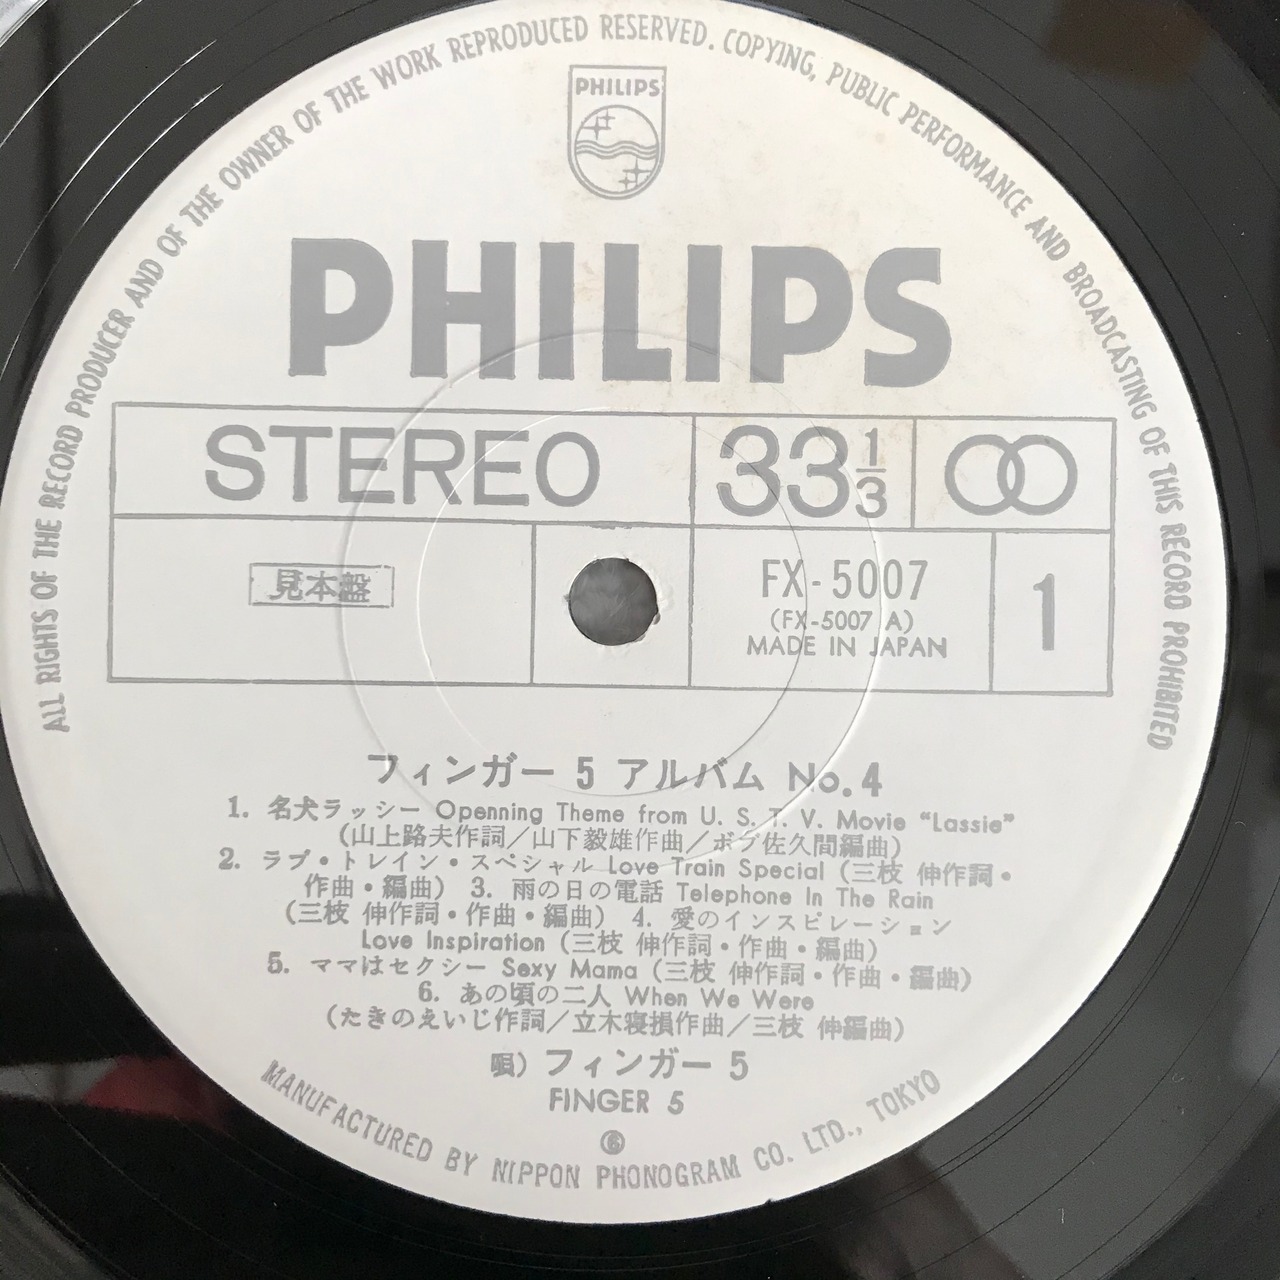 ALL RIGHTS OF THE RECORD PRODUCER AND OF THE OWNER OF THE WORK REPRODUCED RESERVED. COPYING, PUBLIC PERFORMANCE AND BROADCASTING OF THIS RECORD PROHIBITED
PHILIPS
PHILIPS
STEREO
33 1/3
見本盤
FX-5007
(FX-5007 A)
MADE IN JAPAN
1
フィンガー 5 アルバム No.4
1. 名犬ラッシー Openning Theme from U. S. T. V. Movie “Lassie”
(山上路夫作詞／山下毅雄作曲／ボブ佐久間編曲)
2. ラブ・トレイン・スペシャル Love Train Special (三枝 伸作詞・
作曲・編曲) 3. 雨の日の電話 Telephone In The Rain
(三枝 伸作詞・作曲・編曲) 4. 愛のインスピレーション
Love Inspiration (三枝 伸作詞・作曲・編曲)
5. ママはセクシー Sexy Mama (三枝 伸作詞・作曲・編曲)
6. あの頃の二人 When We Were
(たきのえいじ作詞／立木寝損作曲／三枝 伸編曲)
唄) フィンガー 5
FINGER 5
MANUFACTURED BY NIPPON PHONOGRAM CO. LTD., TOKYO